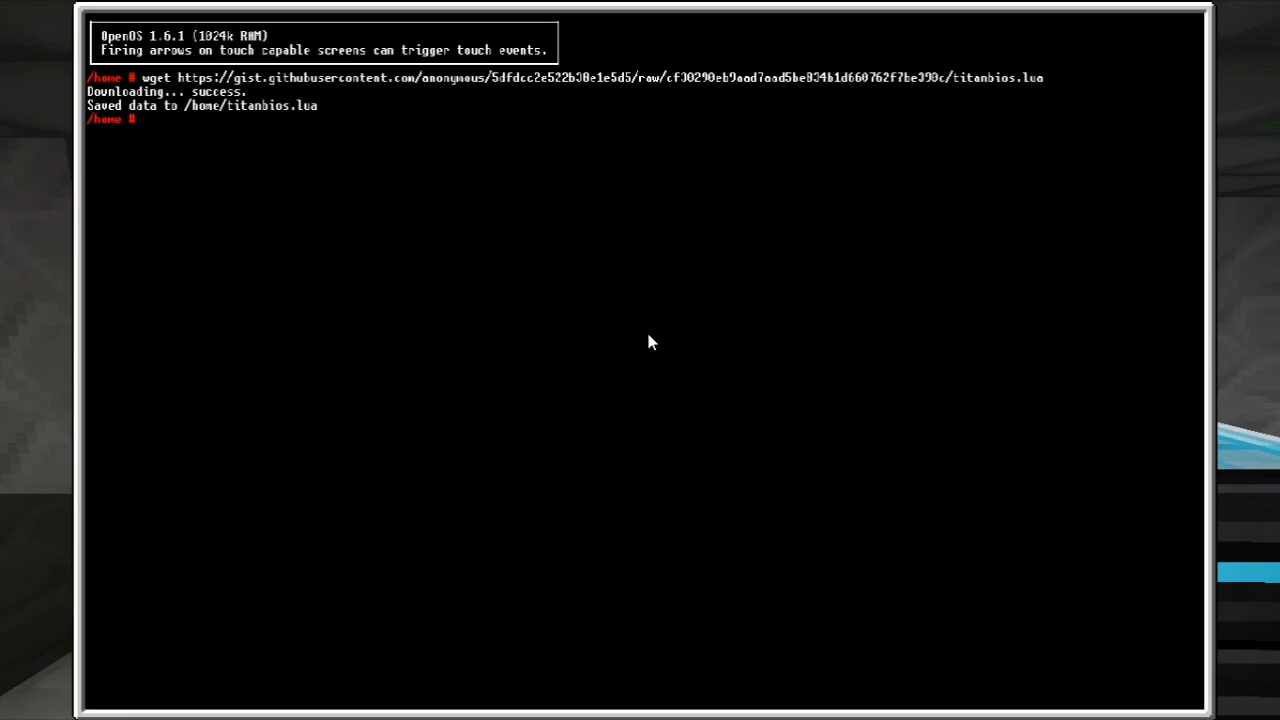 OpenOS 1.6.1 (1024k RAM)
Firing arrows on touch capable screens can trigger touch events.
/home # wget https://gist.githubusercontent.com/anonymous/5dfdcc2e522b38e1e5d5/raw/cf30290eb9aad7aad5be834b1d660762f7be390c/titanbios.lua
Downloading... success.
Saved data to /home/titanbios.lua
/home #